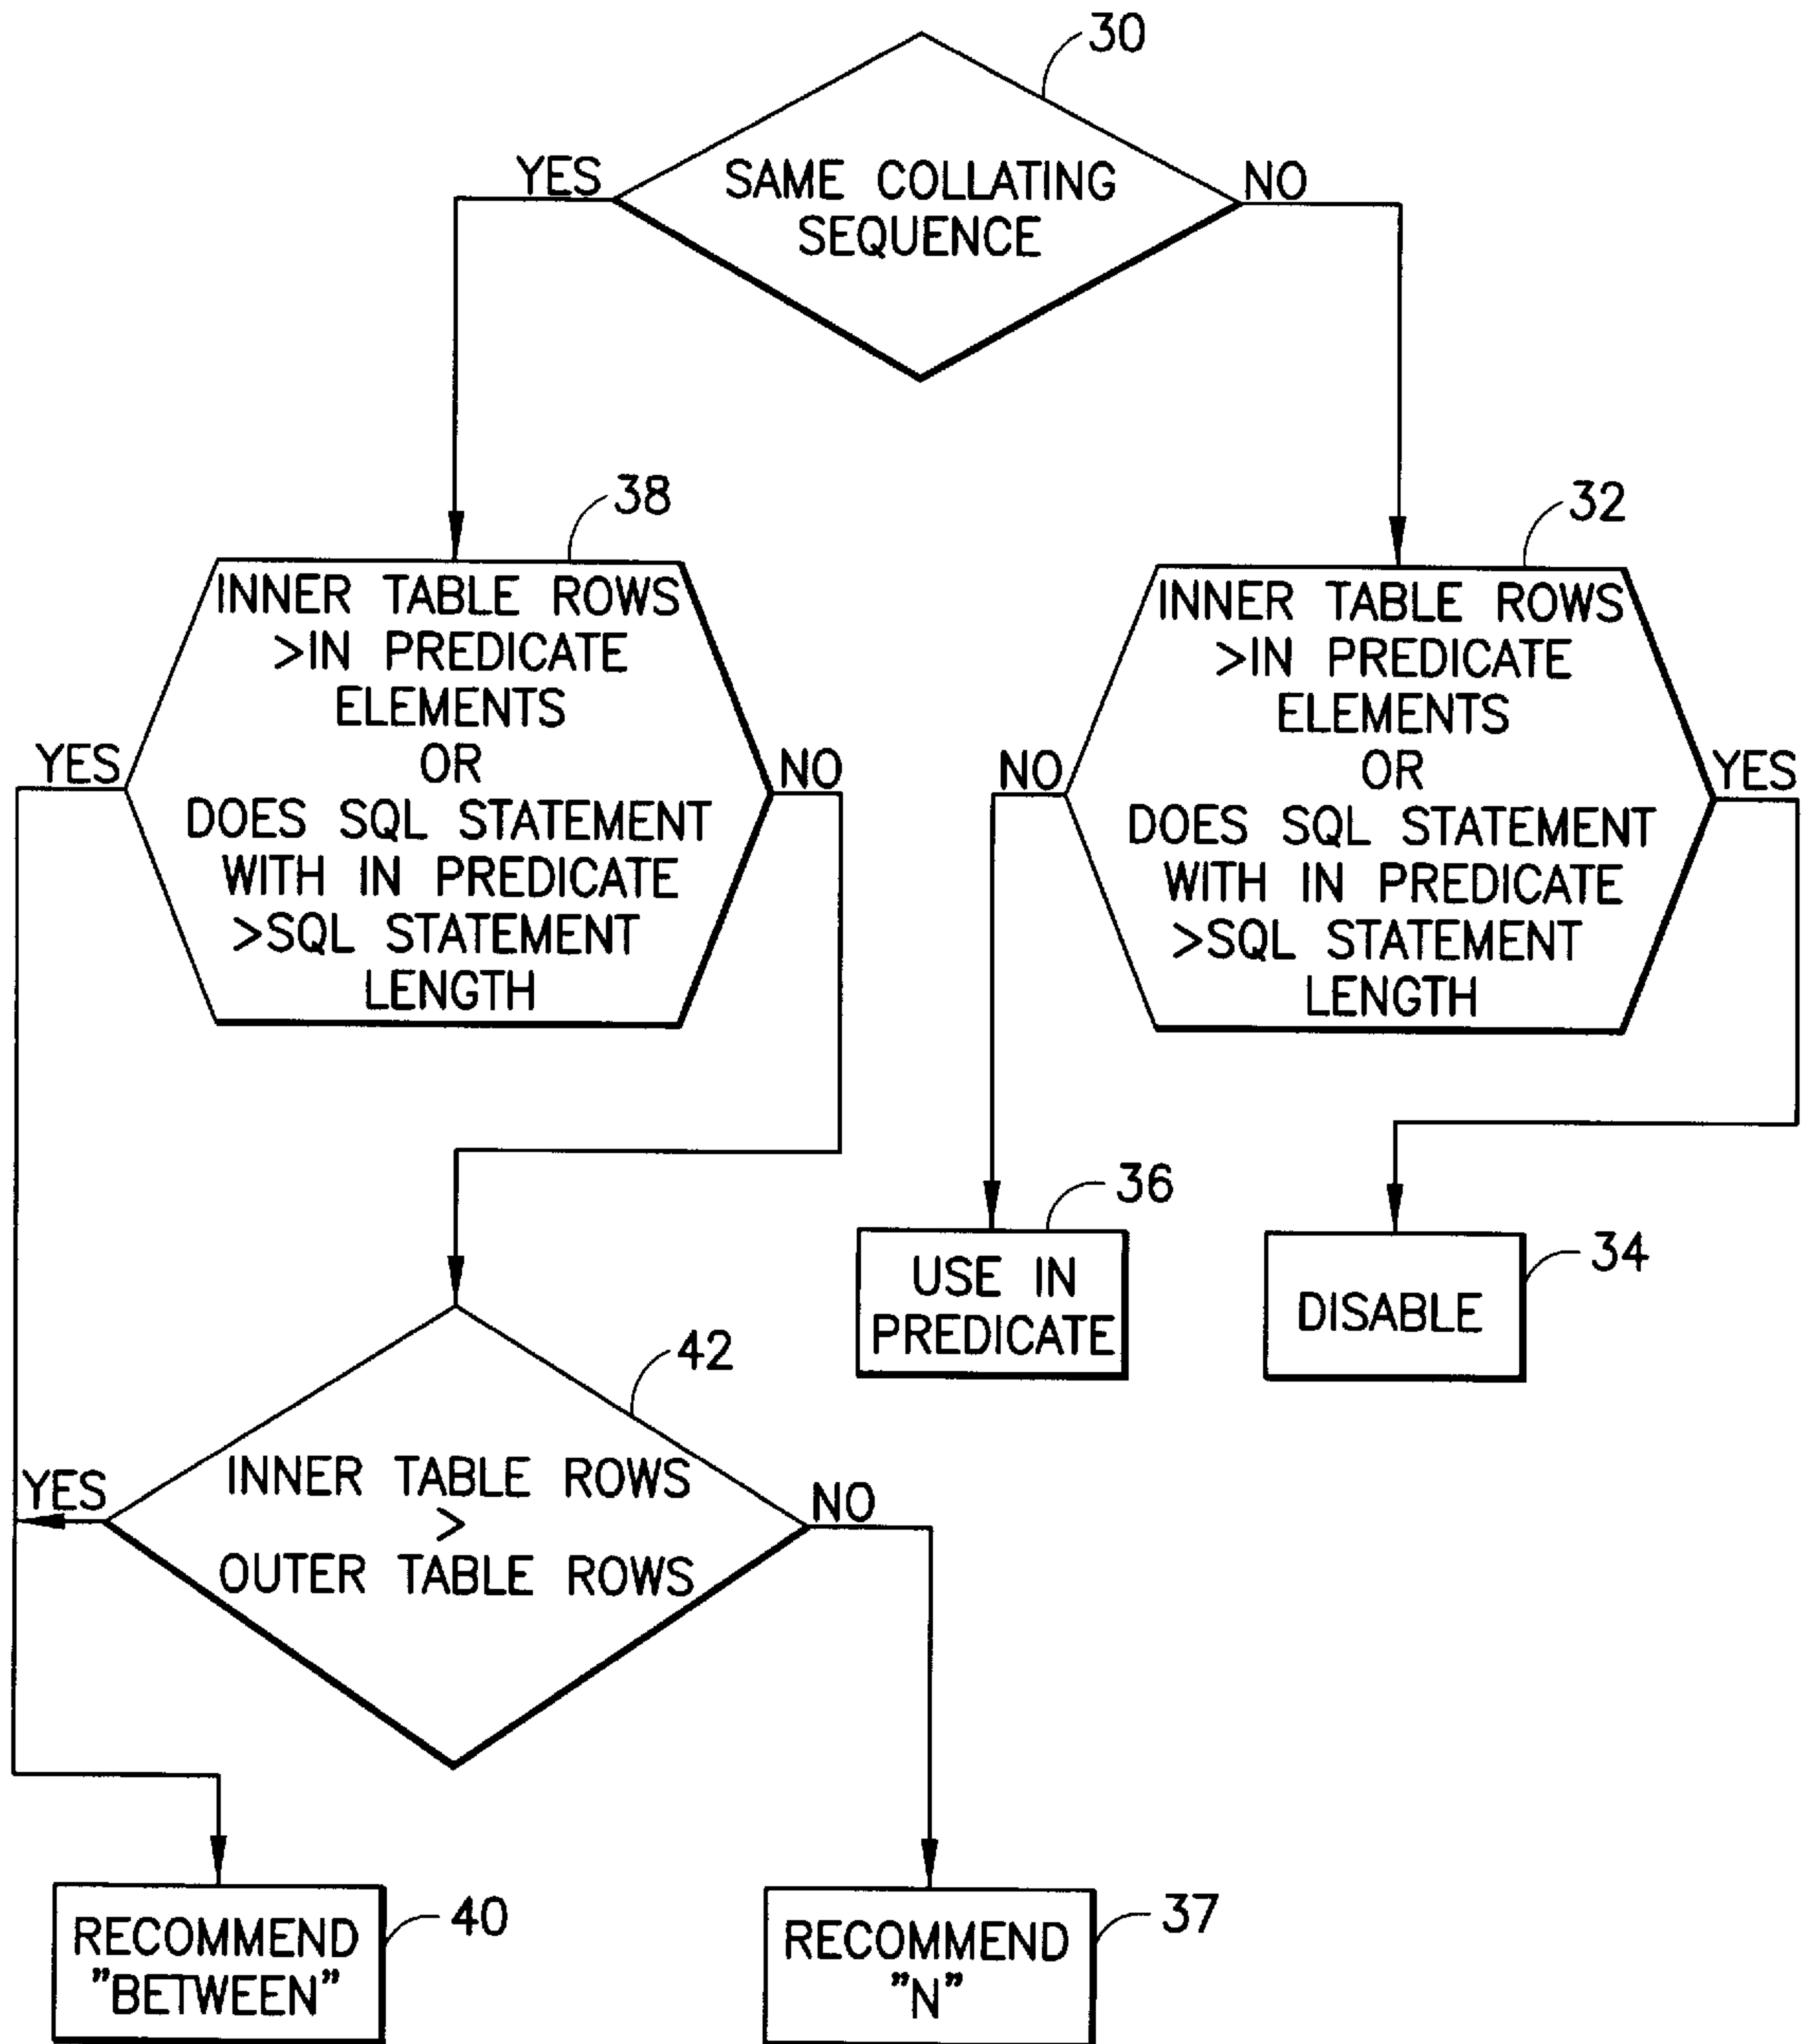 30
YES
SAME COLLATING
SEQUENCE
NO
38
INNER TABLE ROWS
>IN PREDICATE
ELEMENTS
OR
DOES SQL STATEMENT
WITH IN PREDICATE
>SQL STATEMENT
LENGTH
YES
NO
32
INNER TABLE ROWS
>IN PREDICATE
ELEMENTS
OR
DOES SQL STATEMENT
WITH IN PREDICATE
>SQL STATEMENT
LENGTH
NO
YES
36
USE IN
PREDICATE
34
DISABLE
42
YES
INNER TABLE ROWS
>
OUTER TABLE ROWS
NO
40
RECOMMEND
"BETWEEN"
37
RECOMMEND
"N"